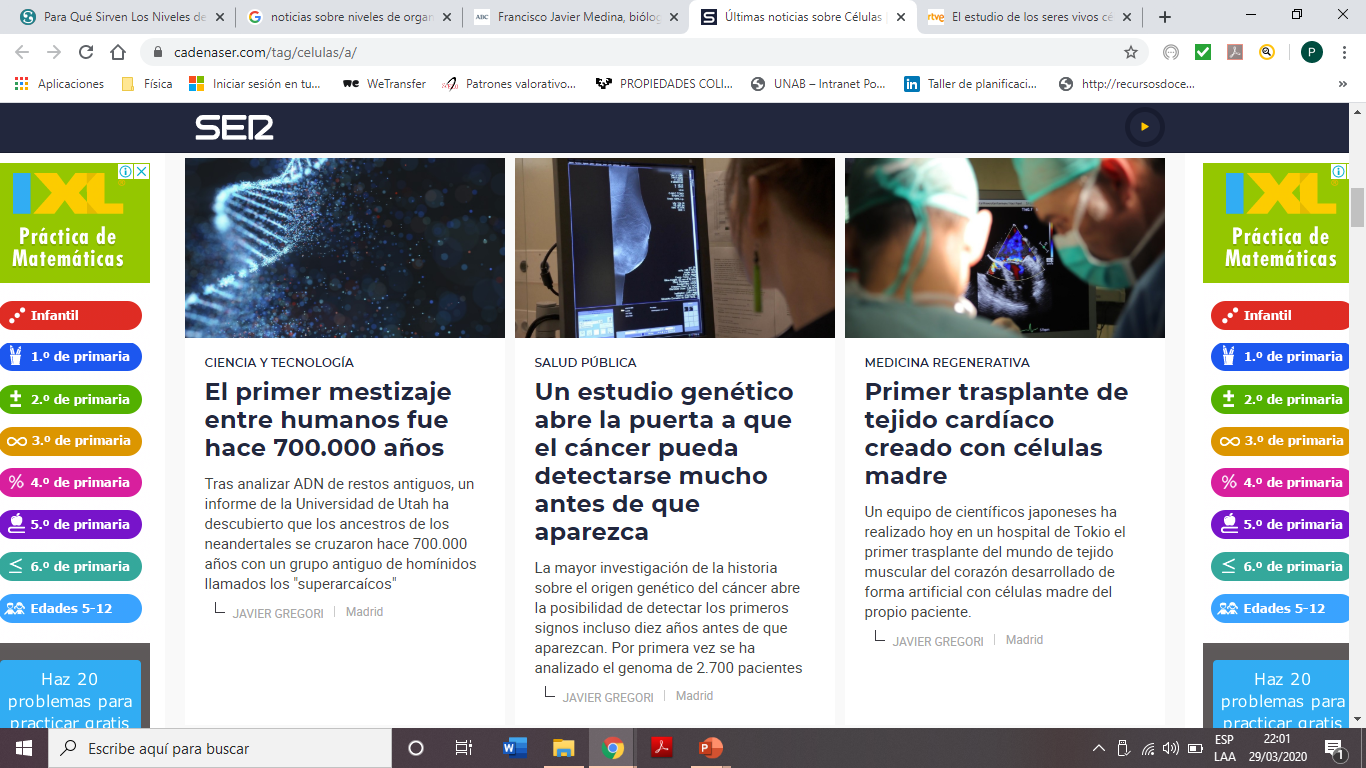 Para Qué Sirven Los Niveles de
noticias sobre niveles de organ
ABC
Francisco Javier Medina, biólog
S
Últimas noticias sobre Células
rtve
El estudio de los seres vivos cé
cadenaser.com/tag/celulas/a/
P
Aplicaciones
Física
Iniciar sesión en tu...
we
WeTransfer
Patrones valorativo...
PROPIEDADES COLI...
UNAB – Intranet Po...
in
Taller de planificaci...
http://recursosdoce...
»
SER
IXL
Práctica de
Matemáticas
Infantil
1.º de primaria
2.º de primaria
3.º de primaria
4.º de primaria
5.º de primaria
6.º de primaria
Edades 5-12
Haz 20
problemas para
practicar gratis
CIENCIA Y TECNOLOGÍA
El primer mestizaje
entre humanos fue
hace 700.000 años
Tras analizar ADN de restos antiguos, un
informe de la Universidad de Utah ha
descubierto que los ancestros de los
neandertales se cruzaron hace 700.000
años con un grupo antiguo de homínidos
llamados los "superarcaícos"
JAVIER GREGORI | Madrid
SALUD PÚBLICA
Un estudio genético
abre la puerta a que
el cáncer pueda
detectarse mucho
antes de que
aparezca
La mayor investigación de la historia
sobre el origen genético del cáncer abre
la posibilidad de detectar los primeros
signos incluso diez años antes de que
aparezcan. Por primera vez se ha
analizado el genoma de 2.700 pacientes
JAVIER GREGORI | Madrid
MEDICINA REGENERATIVA
Primer trasplante de
tejido cardíaco
creado con células
madre
Un equipo de científicos japoneses ha
realizado hoy en un hospital de Tokio el
primer trasplante del mundo de tejido
muscular del corazón desarrollado de
forma artificial con células madre del
propio paciente.
JAVIER GREGORI | Madrid
IXL
Práctica de
Matemáticas
Infantil
1.º de primaria
2.º de primaria
3.º de primaria
4.º de primaria
5.º de primaria
6.º de primaria
Edades 5-12
Haz 20
problemas para
practicar gratis
Escribe aquí para buscar
ESP
LAA
22:01
29/03/2020
1